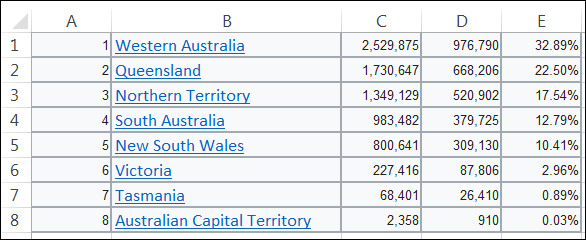 A B C D E
1 1 Western Australia 2,529,875 976,790 32.89%
2 2 Queensland 1,730,647 668,206 22.50%
3 3 Northern Territory 1,349,129 520,902 17.54%
4 4 South Australia 983,482 379,725 12.79%
5 5 New South Wales 800,641 309,130 10.41%
6 6 Victoria 227,416 87,806 2.96%
7 7 Tasmania 68,401 26,410 0.89%
8 8 Australian Capital Territory 2,358 910 0.03%